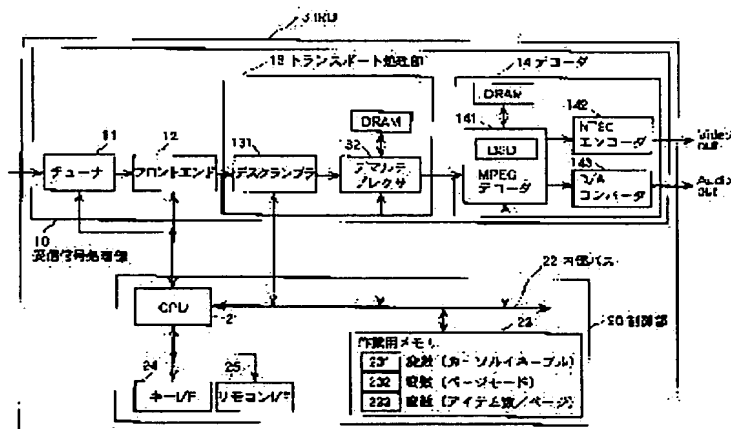 3 IRD
13 トランスポート処理部
14 デコーダ
DRAM
DRAM
11
12
131
132
141
142
143
チューナ
フロントエンド
デスクランブラ
デマルチ
プレクサ
OSD
MPEG
デコーダ
NTSC
エンコーダ
D/A
コンバータ
Video
out
Audio
out
10
受信信号処理部
CPU
21
22 内部バス
20 制御部
23
作業用メモリ
231 変数(カーソルイネーブル)
232 変数(ページモード)
233 変数(アイテム数/ページ)
24
25
キーI/F
リモコンI/F